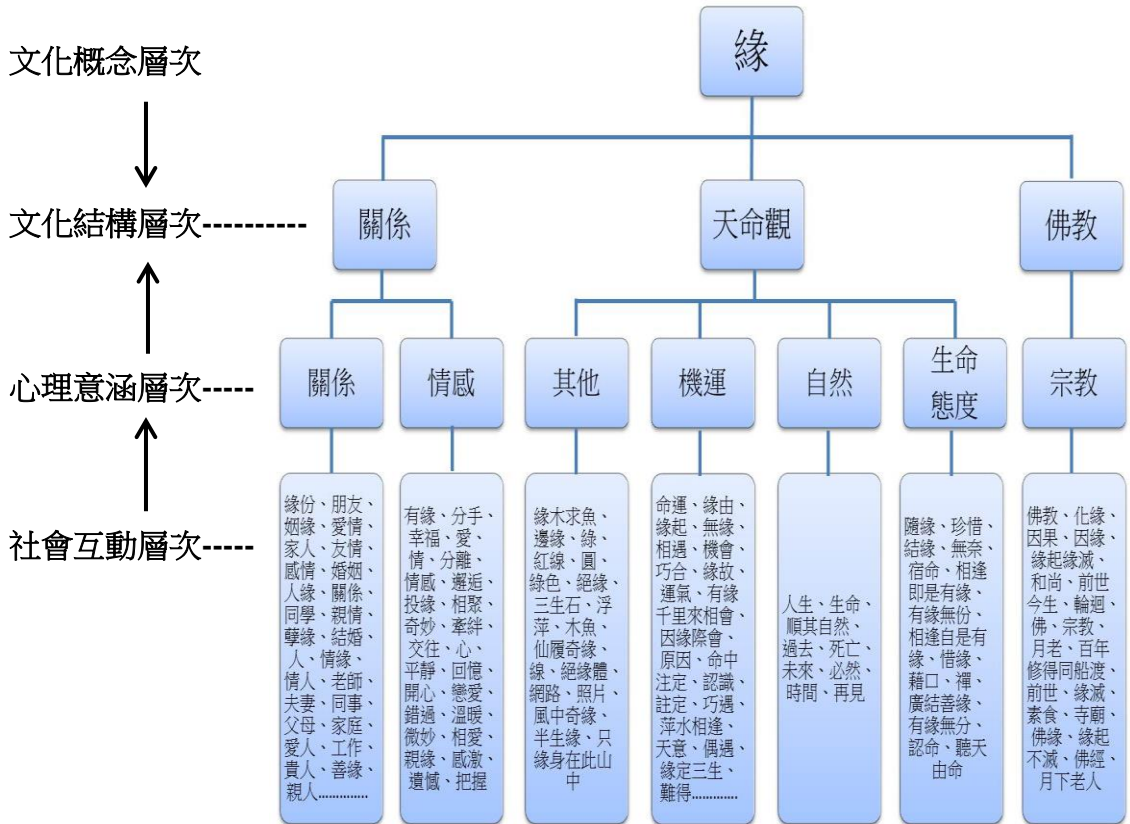 緣
文化概念層次
文化結構層次----------
關係
天命觀
佛教
心理意涵層次-----
關係
情感
其他
機運
自然
生命
態度
宗教
社會互動層次-----
緣份、朋友、
姻緣、愛情、
家人、友情、
感情、婚姻、
人緣、關係、
同學、親情、
孽緣、結婚、
人、情緣、
情人、老師、
夫妻、同事、
父母、家庭、
愛人、工作、
貴人、善緣、
親人..............
有緣、分手、
幸福、愛、
情、分離、
情感、邂逅、
投緣、相聚、
奇妙、牽絆、
交往、心、
平靜、回憶、
開心、戀愛、
錯過、溫暖、
微妙、相愛、
親緣、感激、
遺憾、把握
緣木求魚、
邊緣、綠、
紅線、圓、
綠色、絕緣、
三生石、浮
萍、木魚、
仙履奇緣、
線、絕緣體、
網路、照片、
風中奇緣、
半生緣、只
緣身在此山
中
命運、緣由、
緣起、無緣、
相遇、機會、
巧合、緣故、
運氣、有緣
千里來相會、
因緣際會、
原因、命中
注定、認識、
註定、巧遇、
萍水相逢、
天意、偶遇、
緣定三生、
難得.............
人生、生命、
順其自然、
過去、死亡、
未來、必然、
時間、再見
隨緣、珍惜、
結緣、無奈、
宿命、相逢
即是有緣、
有緣無份、
相逢自是有
緣、惜緣、
藉口、禪、
廣結善緣、
有緣無分、
認命、聽天
由命
佛教、化緣、
因果、因緣、
緣起緣滅、
和尚、前世
今生、輪迴、
佛、宗教、
月老、百年
修得同船渡、
前世、緣滅、
素食、寺廟、
佛緣、緣起
不滅、佛經、
月下老人